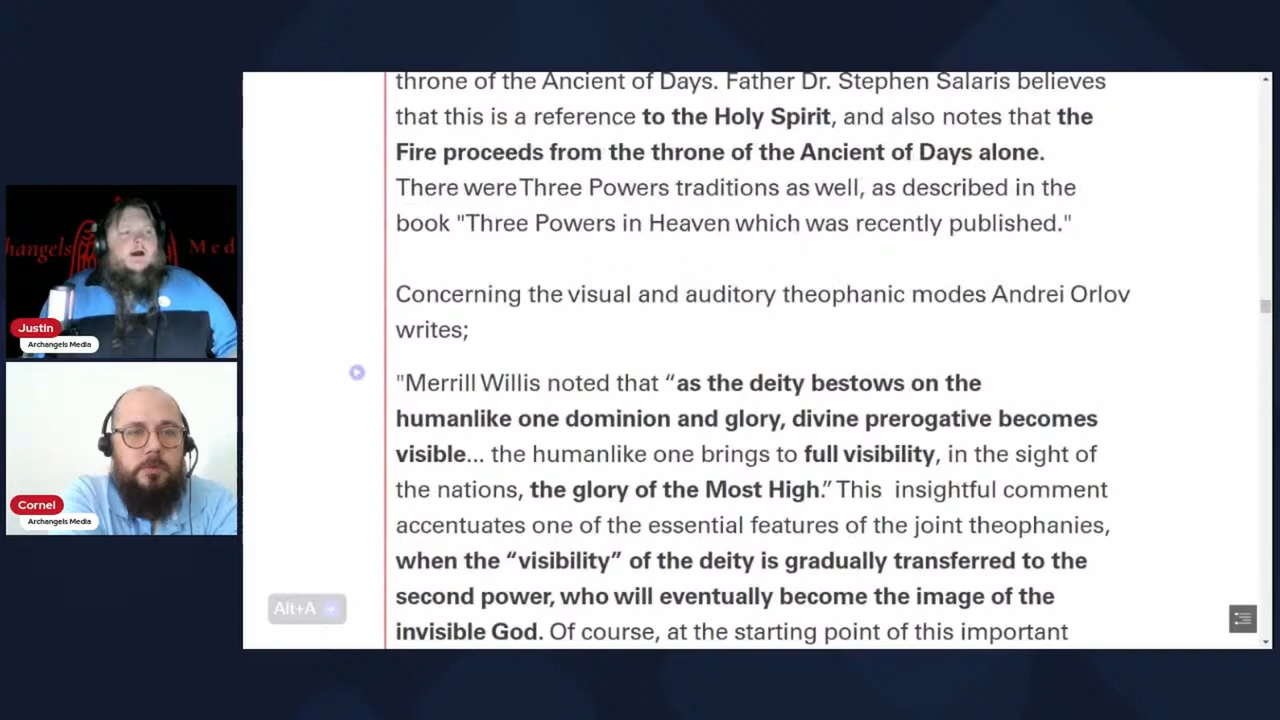 throne of the Ancient of Days. Father Dr. Stephen Salaris believes
that this is a reference to the Holy Spirit, and also notes that the
Fire proceeds from the throne of the Ancient of Days alone.
There were Three Powers traditions as well, as described in the
book "Three Powers in Heaven which was recently published."
Concerning the visual and auditory theophanic modes Andrei Orlov
writes;
"Merrill Willis noted that “as the deity bestows on the
humanlike one dominion and glory, divine prerogative becomes
visible... the humanlike one brings to full visibility, in the sight of
the nations, the glory of the Most High.” This insightful comment
accentuates one of the essential features of the joint theophanies,
when the “visibility” of the deity is gradually transferred to the
second power, who will eventually become the image of the
invisible God. Of course, at the starting point of this important
Alt+A
hangels Med
Justin
Archangels Media
Cornel
Archangels Media